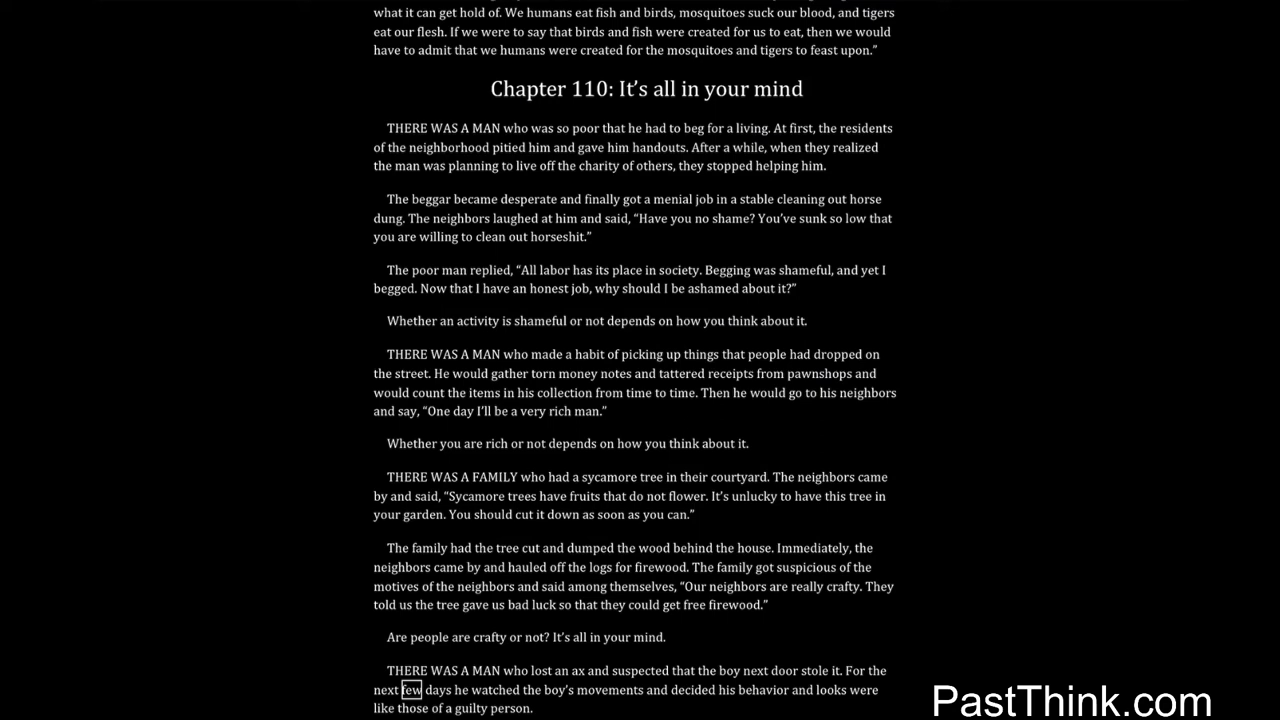 what it can get hold of. We humans eat fish and birds, mosquitoes suck our blood, and tigers
eat our flesh. If we were to say that birds and fish were created for us to eat, then we would
have to admit that we humans were created for the mosquitoes and tigers to feast upon.”
Chapter 110: It’s all in your mind
THERE WAS A MAN who was so poor that he had to beg for a living. At first, the residents
of the neighborhood pitied him and gave him handouts. After a while, when they realized
the man was planning to live off the charity of others, they stopped helping him.
The beggar became desperate and finally got a menial job in a stable cleaning out horse
dung. The neighbors laughed at him and said, “Have you no shame? You’ve sunk so low that
you are willing to clean out horseshit.”
The poor man replied, “All labor has its place in society. Begging was shameful, and yet I
begged. Now that I have an honest job, why should I be ashamed about it?”
Whether an activity is shameful or not depends on how you think about it.
THERE WAS A MAN who made a habit of picking up things that people had dropped on
the street. He would gather torn money notes and tattered receipts from pawnshops and
would count the items in his collection from time to time. Then he would go to his neighbors
and say, “One day I’ll be a very rich man.”
Whether you are rich or not depends on how you think about it.
THERE WAS A FAMILY who had a sycamore tree in their courtyard. The neighbors came
by and said, “Sycamore trees have fruits that do not flower. It’s unlucky to have this tree in
your garden. You should cut it down as soon as you can.”
The family had the tree cut and dumped the wood behind the house. Immediately, the
neighbors came by and hauled off the logs for firewood. The family got suspicious of the
motives of the neighbors and said among themselves, “Our neighbors are really crafty. They
told us the tree gave us bad luck so that they could get free firewood.”
Are people are crafty or not? It’s all in your mind.
THERE WAS A MAN who lost an ax and suspected that the boy next door stole it. For the
next few days he watched the boy’s movements and decided his behavior and looks were
like those of a guilty person.
PastThink.com